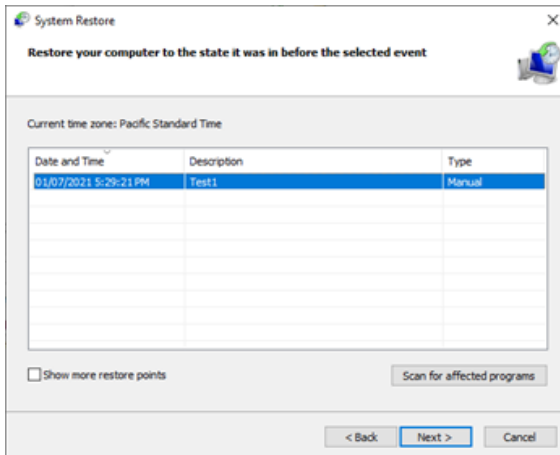 System Restore
Restore your computer to the state it was in before the selected event
Current time zone: Pacific Standard Time
Date and Time Description Type
01/07/2021 5:29:21 PM Test1 Manual
Show more restore points Scan for affected programs
< Back Next > Cancel